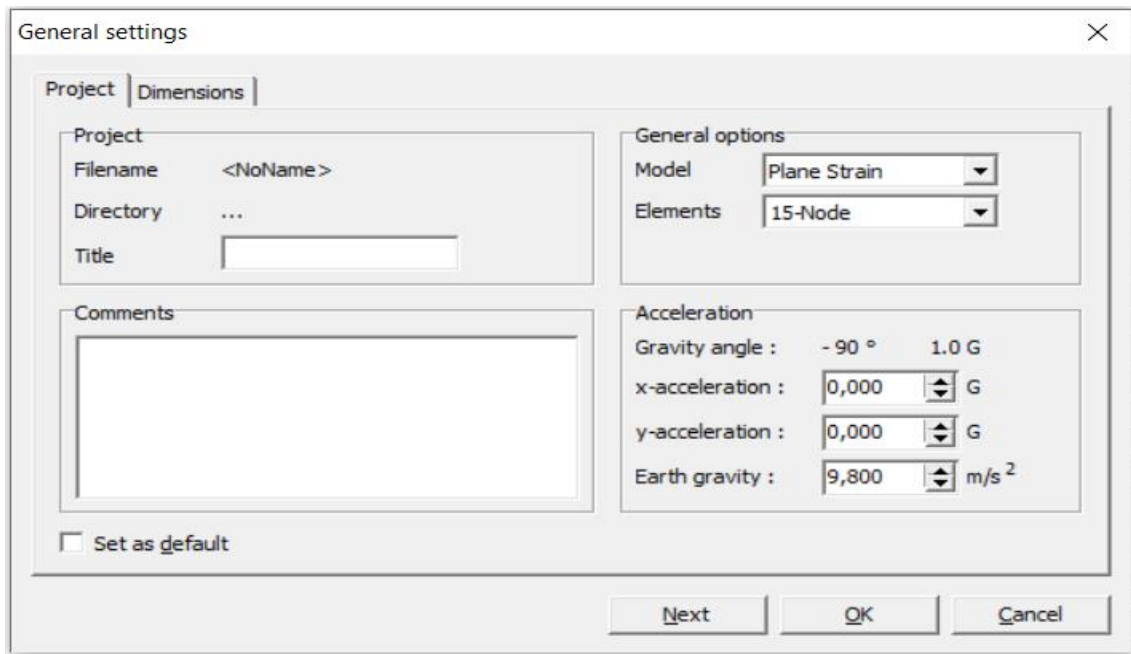 General settings
Project Dimensions
Project
Filename <NoName>
Directory ...
Title
General options
Model Plane Strain
Elements 15-Node
Comments
Acceleration
Gravity angle : - 90 ° 1.0 G
x-acceleration : 0,000 G
y-acceleration : 0,000 G
Earth gravity : 9,800 m/s²
Set as default
Next OK Cancel